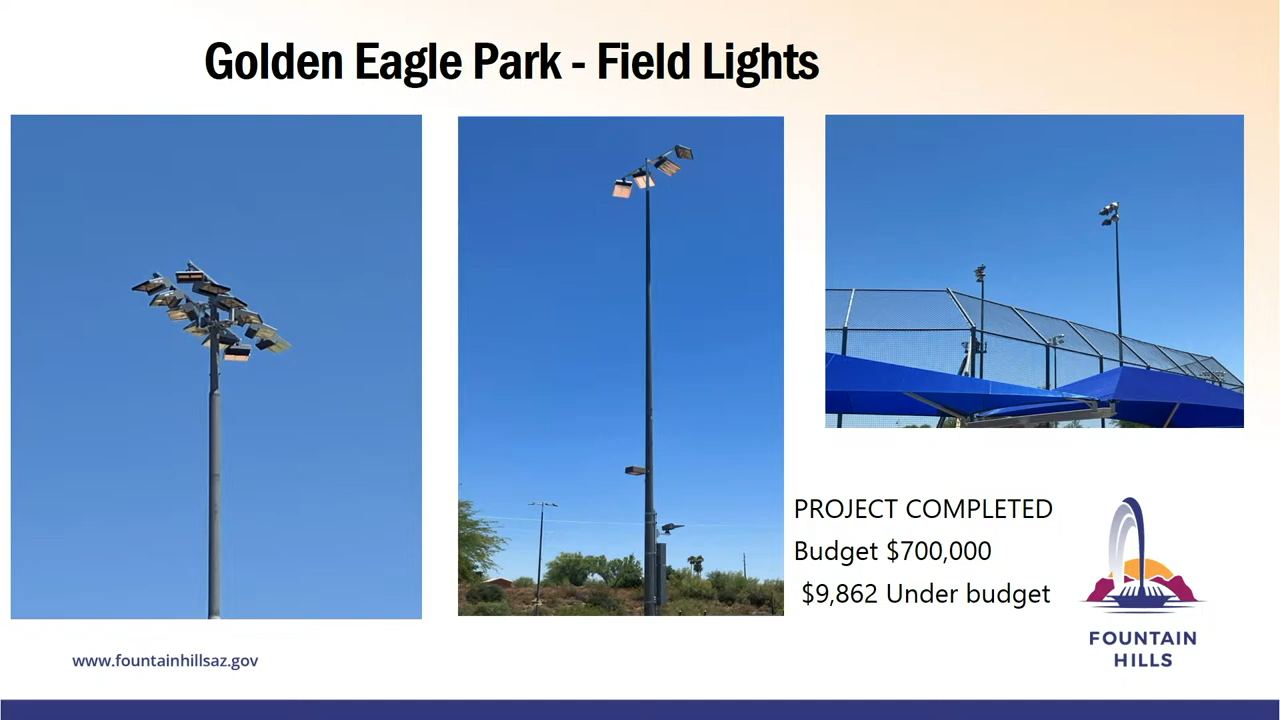 Golden Eagle Park - Field Lights
PROJECT COMPLETED
Budget $700,000
$9,862 Under budget
FOUNTAIN
HILLS
www.fountainhillsaz.gov